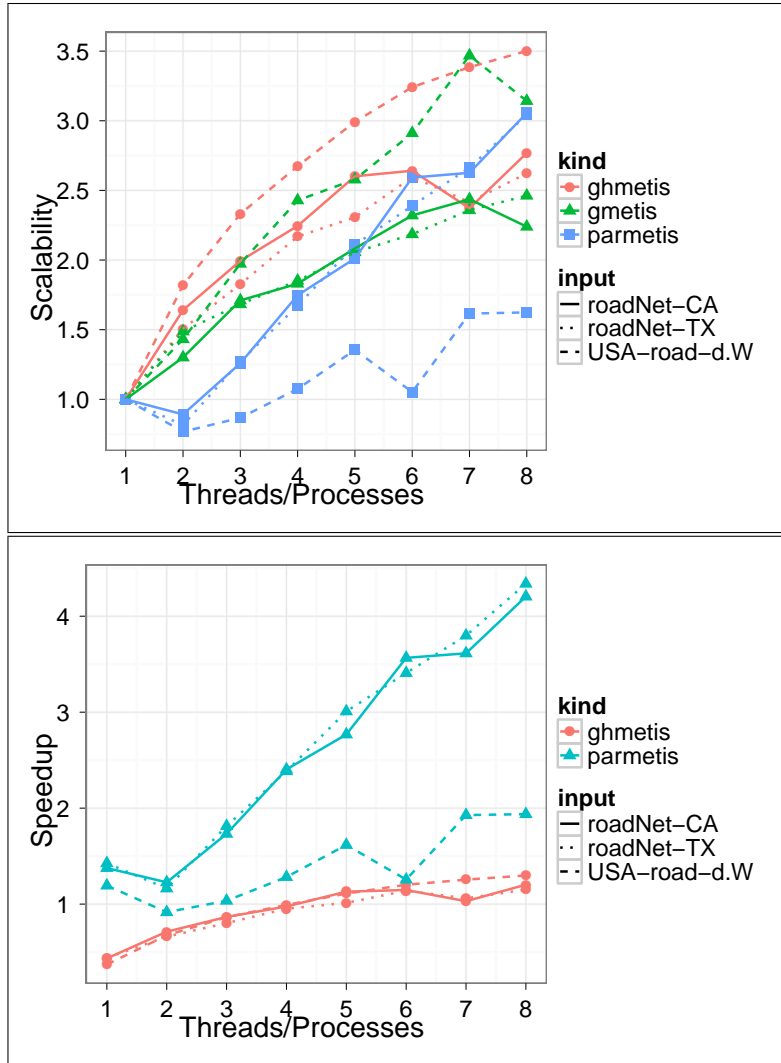 3.5
3.0
2.5
2.0
1.5
1.0
Scalability
1 2 3 4 5 6 7 8
Threads/Processes
kind
ghmetis
gmetis
parmetis
input
roadNet−CA
roadNet−TX
USA−road−d.W
4
3
2
1
Speedup
1 2 3 4 5 6 7 8
Threads/Processes
kind
ghmetis
parmetis
input
roadNet−CA
roadNet−TX
USA−road−d.W